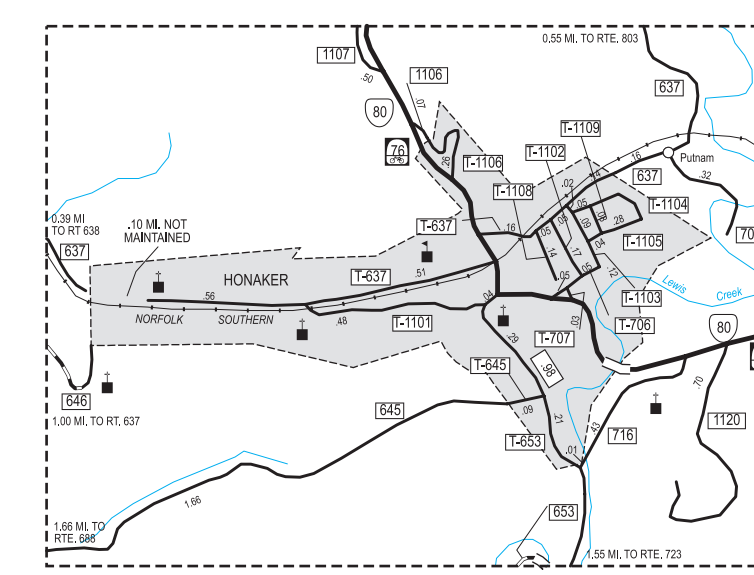 0.55 MI. TO RTE. 803
1107
.50
1106
.07
80
637
76
T-1109
T-1102
.16
Putnam
.26
T-1106
637
.32
T-1108
.02
.14
.05
T-1104
0.39 MI
TO RT 638
.10 MI. NOT
MAINTAINED
T-637
.16
.05
.05
.09
.08
.28
70
637
T-1105
HONAKER
T-637
.51
.14
.17
.04
.05
.05
.12
Lewis
Creek
.56
.04
T-1103
NORFOLK
SOUTHERN
.48
T-1101
T-706
.03
T-707
80
.29
.98
T-645
646
1.00 MI. TO RT. 637
645
.09
.21
.70
T-653
.43
716
1120
.01
1.66
653
1.66 MI. TO
RTE. 688
1.55 MI. TO RTE. 723